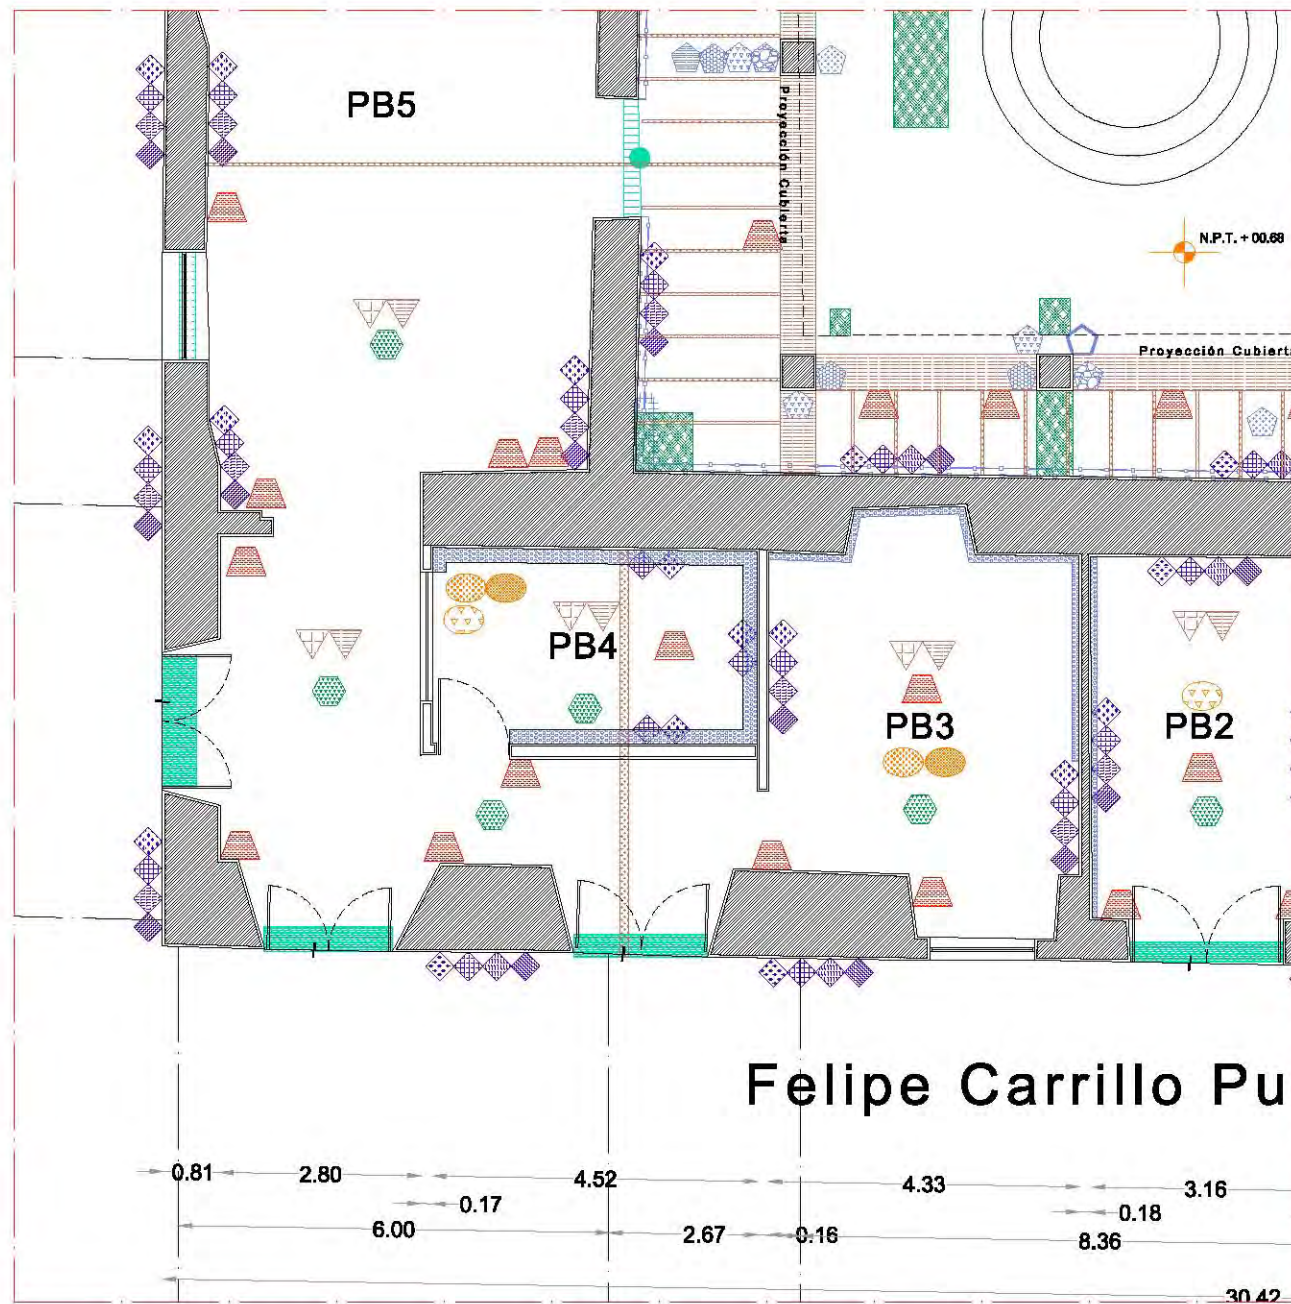 PB5
Proyección Cubierta
N.P.T. + 00.68
Proyección Cubierta
PB4
PB3
PB2
Felipe Carrillo Pu
0.81
2.80
4.52
4.33
3.16
0.17
0.18
6.00
2.67
0.16
8.36
30.42